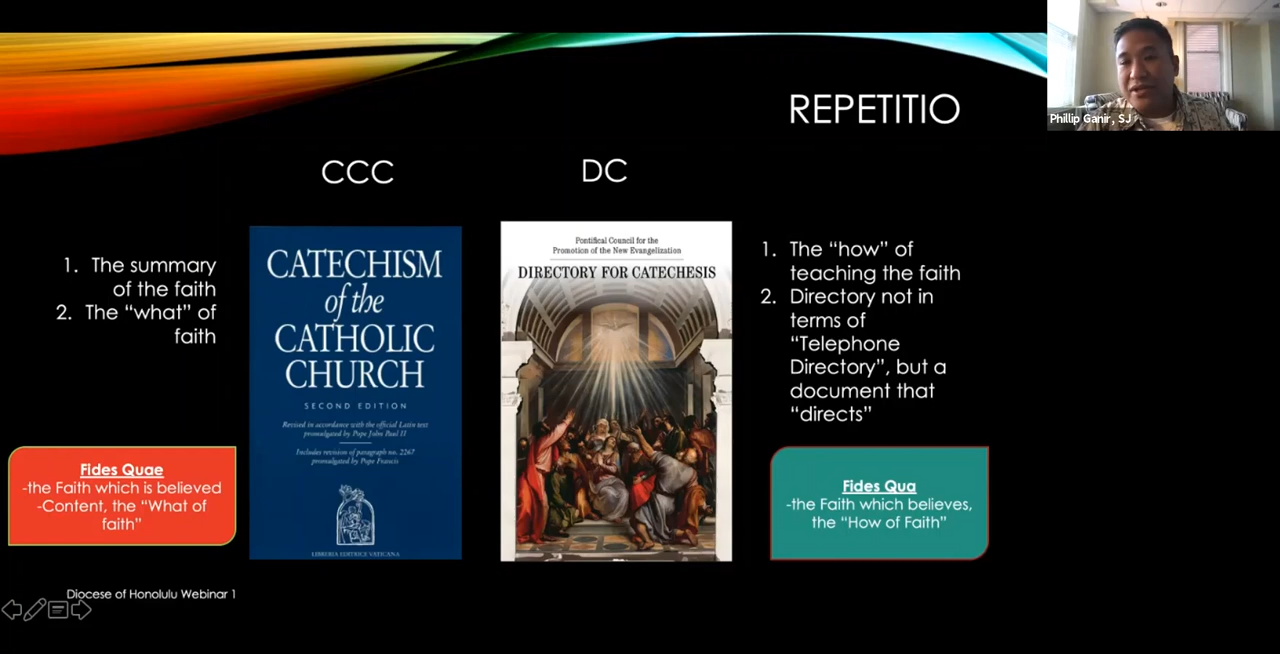 REPETITIO
Phillip Ganir, SJ
CCC
DC
1. The summary
of the faith
2. The “what” of
faith
CATECHISM
of the
CATHOLIC
CHURCH
SECOND EDITION
Revised in accordance with the official Latin text
promulgated by Pope John Paul II
Includes revision of paragraph no. 2267
promulgated by Pope Francis
LIBRERIA EDITRICE VATICANA
Pontifical Council for the
Promotion of the New Evangelization
DIRECTORY FOR CATECHESIS
1. The “how” of
teaching the faith
2. Directory not in
terms of
“Telephone
Directory”, but a
document that
“directs”
Fides Quae
-the Faith which is believed
-Content, the “What of
faith”
Fides Qua
-the Faith which believes,
the “How of Faith”
Diocese of Honolulu Webinar 1